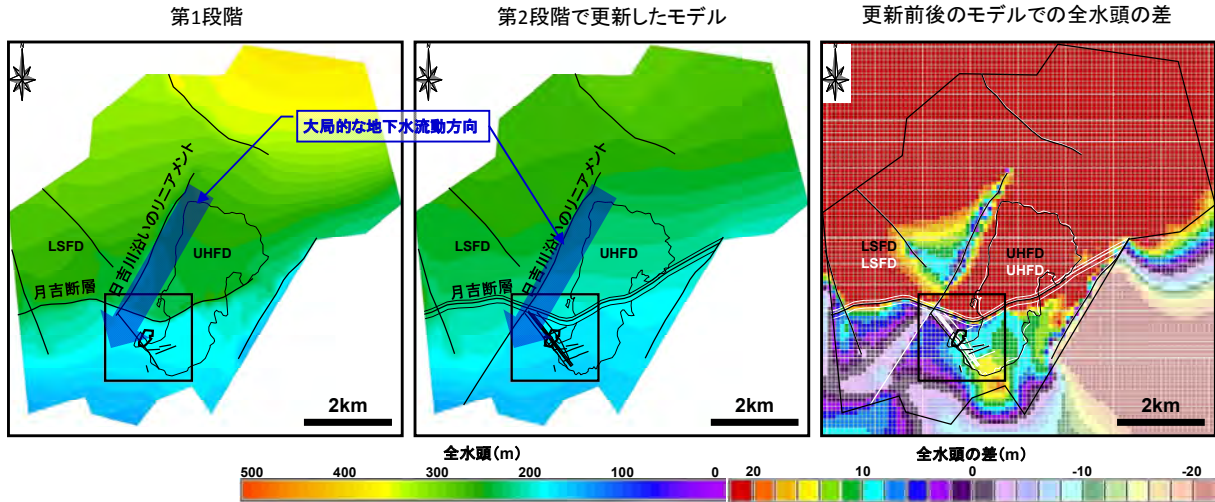 第1段階
第2段階で更新したモデル
更新前後のモデルでの全水頭の差
大局的な地下水流動方向
日吉川沿いのリニアメント
LSFD
UHFD
月吉断層
2km
日吉川沿いのリニアメント
LSFD
UHFD
月吉断層
2km
LSFD
LSFD
UHFD
UHFD
2km
全水頭(m)
500 400 300 200 100 0
全水頭の差(m)
20 10 0 -10 -20